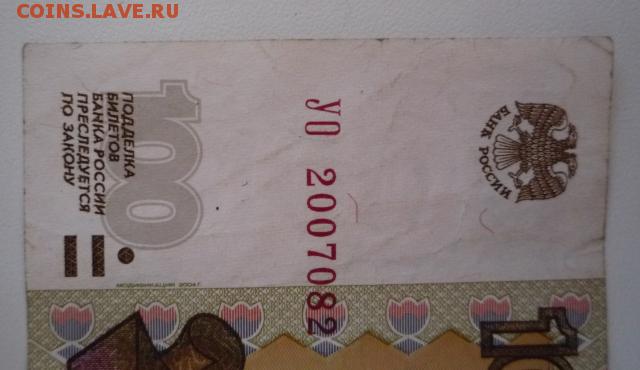 COINS.LAVE.RU
ПОДДЕЛКА
БИЛЕТОВ
БАНКА РОССИИ
ПРЕСЛЕДУЕТСЯ
ПО ЗАКОНУ
100
УО 2007082
БАНК РОССИИ